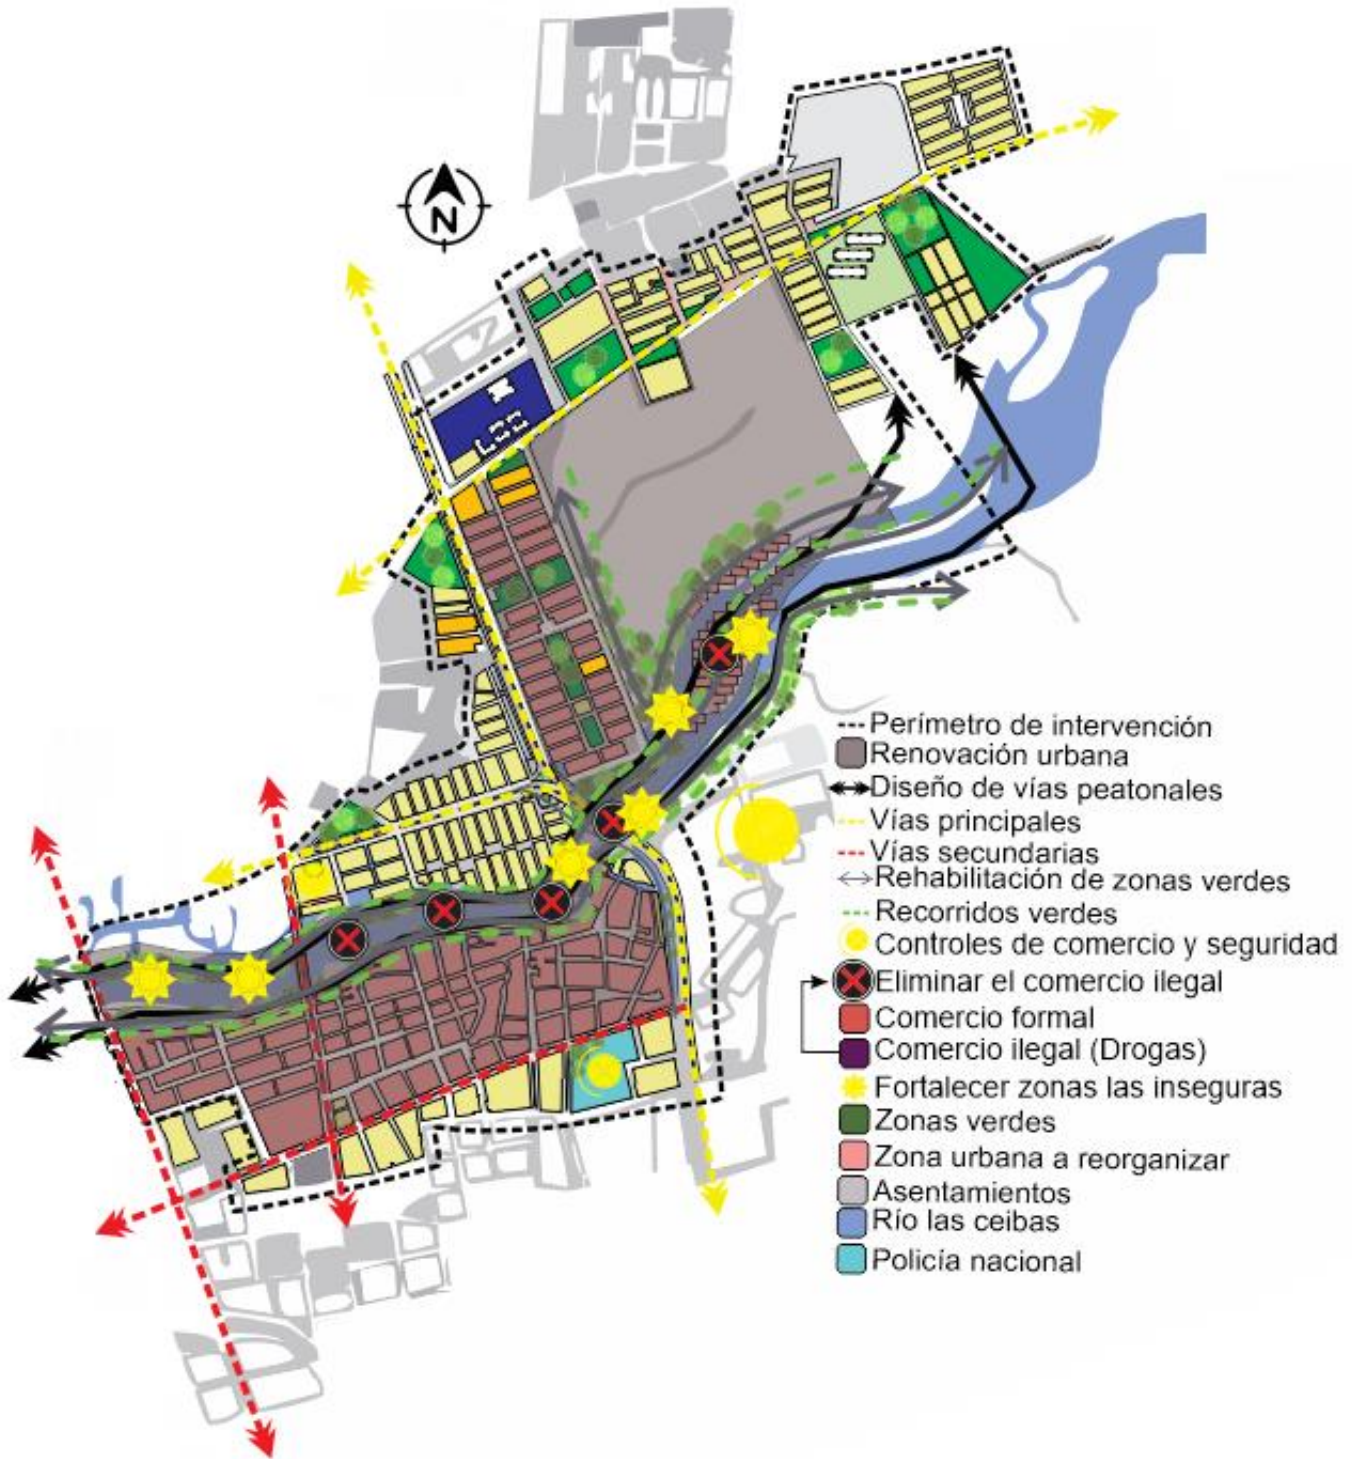 N
Perímetro de intervención
Renovación urbana
Diseño de vías peatonales
Vías principales
Vías secundarias
Rehabilitación de zonas verdes
Recorridos verdes
Controles de comercio y seguridad
Eliminar el comercio ilegal
Comercio formal
Comercio ilegal (Drogas)
Fortalecer zonas las inseguras
Zonas verdes
Zona urbana a reorganizar
Asentamientos
Río las ceibas
Policía nacional